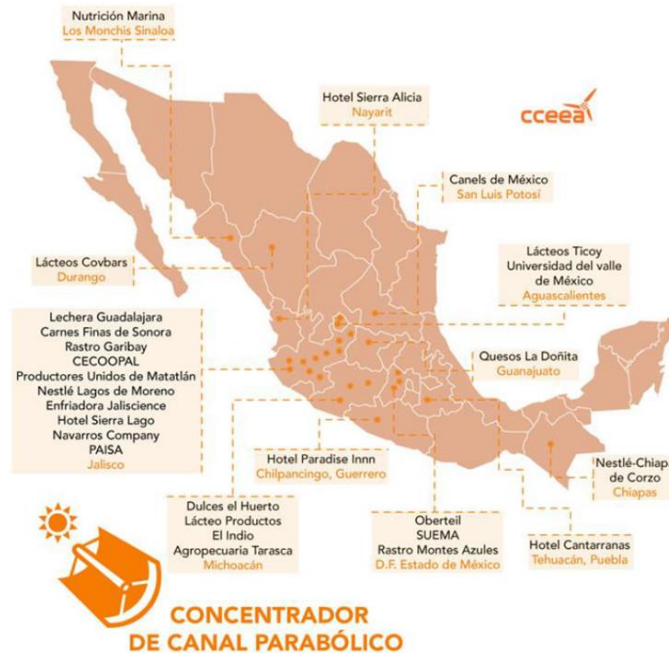 Nutrición Marina
Los Monchis Sinaloa
Hotel Sierra Alicia
Nayarit
cceea
Canels de México
San Luis Potosí
Lácteos Covbars
Durango
Lácteos Ticoy
Universidad del valle
de México
Aguascalientes
Lechera Guadalajara
Carnes Finas de Sonora
Rastro Garibay
CECOOPAL
Productores Unidos de Matatlán
Nestlé Lagos de Moreno
Enfriadora Jaliscience
Hotel Sierra Lago
Navarros Company
PAISA
Jalisco
Quesos La Doñita
Guanajuato
Hotel Paradise Innn
Chilpancingo, Guerrero
Nestlé-Chiapa
de Corzo
Chiapas
Dulces el Huerto
Lácteo Productos
El Indio
Agropecuaria Tarasca
Michoacán
Oberteil
SUEMA
Rastro Montes Azules
D.F. Estado de México
Hotel Cantarranas
Tehuacán, Puebla
CONCENTRADOR
DE CANAL PARABÓLICO